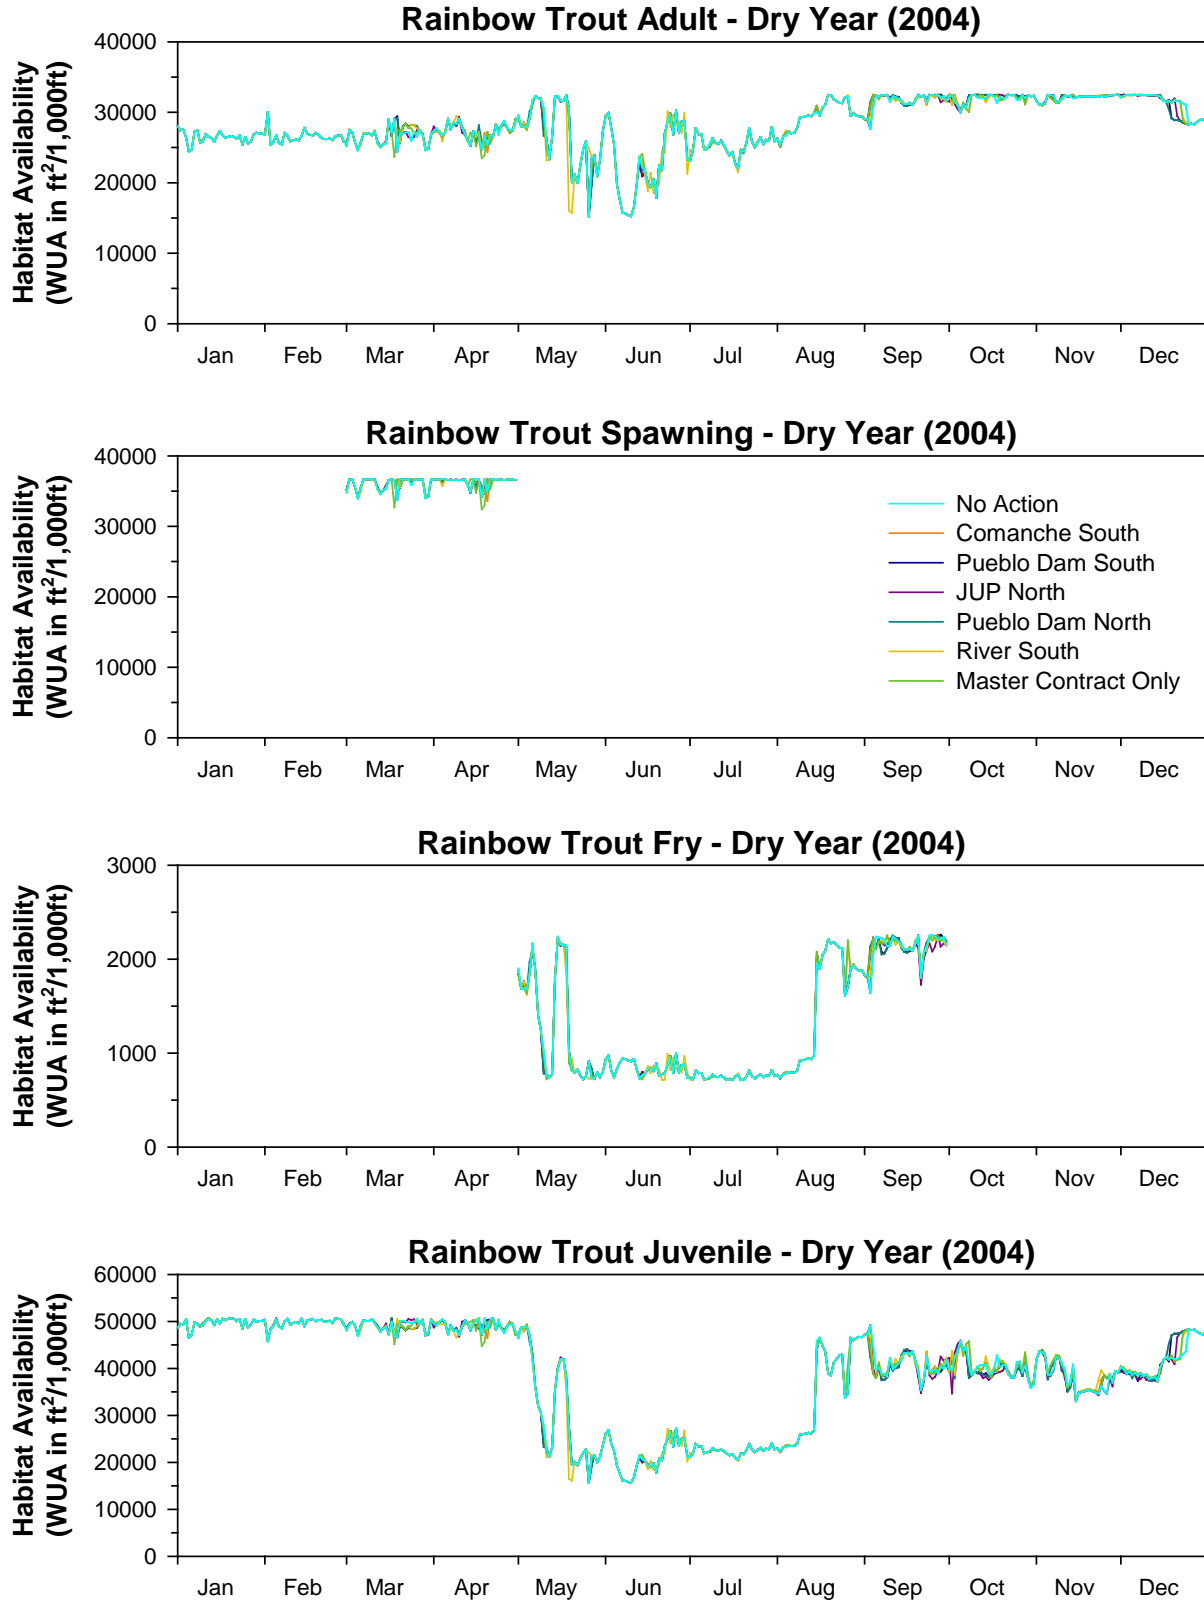 Rainbow Trout Adult - Dry Year (2004)
Habitat Availability
(WUA in ft²/1,000ft)
40000
30000
20000
10000
0
Jan Feb Mar Apr May Jun Jul Aug Sep Oct Nov Dec
Rainbow Trout Spawning - Dry Year (2004)
Habitat Availability
(WUA in ft²/1,000ft)
40000
30000
20000
10000
0
No Action
Comanche South
Pueblo Dam South
JUP North
Pueblo Dam North
River South
Master Contract Only
Jan Feb Mar Apr May Jun Jul Aug Sep Oct Nov Dec
Rainbow Trout Fry - Dry Year (2004)
Habitat Availability
(WUA in ft²/1,000ft)
3000
2000
1000
0
Jan Feb Mar Apr May Jun Jul Aug Sep Oct Nov Dec
Rainbow Trout Juvenile - Dry Year (2004)
Habitat Availability
(WUA in ft²/1,000ft)
60000
50000
40000
30000
20000
10000
0
Jan Feb Mar Apr May Jun Jul Aug Sep Oct Nov Dec